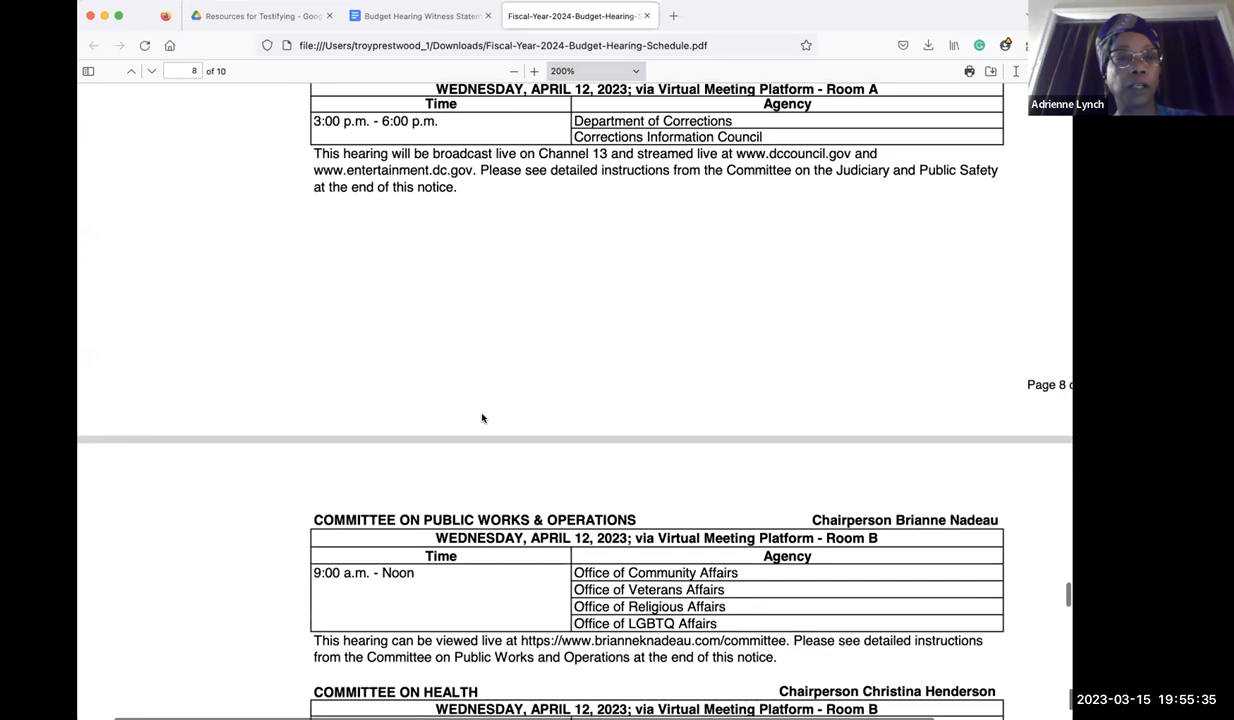 Resources for Testifying - Goo
Budget Hearing Witness Statem
Fiscal-Year-2024-Budget-Hearing-S
file:///Users/troyprestwood_1/Downloads/Fiscal-Year-2024-Budget-Hearing-Schedule.pdf
8 of 10
200%
Adrienne Lynch
WEDNESDAY, APRIL 12, 2023; via Virtual Meeting Platform - Room A
Time Agency
3:00 p.m. - 6:00 p.m. Department of Corrections
Corrections Information Council
This hearing will be broadcast live on Channel 13 and streamed live at www.dccouncil.gov and
www.entertainment.dc.gov. Please see detailed instructions from the Committee on the Judiciary and Public Safety
at the end of this notice.
Page 8 o
COMMITTEE ON PUBLIC WORKS & OPERATIONS Chairperson Brianne Nadeau
WEDNESDAY, APRIL 12, 2023; via Virtual Meeting Platform - Room B
Time Agency
9:00 a.m. - Noon Office of Community Affairs
Office of Veterans Affairs
Office of Religious Affairs
Office of LGBTQ Affairs
This hearing can be viewed live at https://www.brianneknadeau.com/committee. Please see detailed instructions
from the Committee on Public Works and Operations at the end of this notice.
COMMITTEE ON HEALTH Chairperson Christina Henderson
WEDNESDAY, APRIL 12, 2023; via Virtual Meeting Platform - Room B
2023-03-15 19:55:35